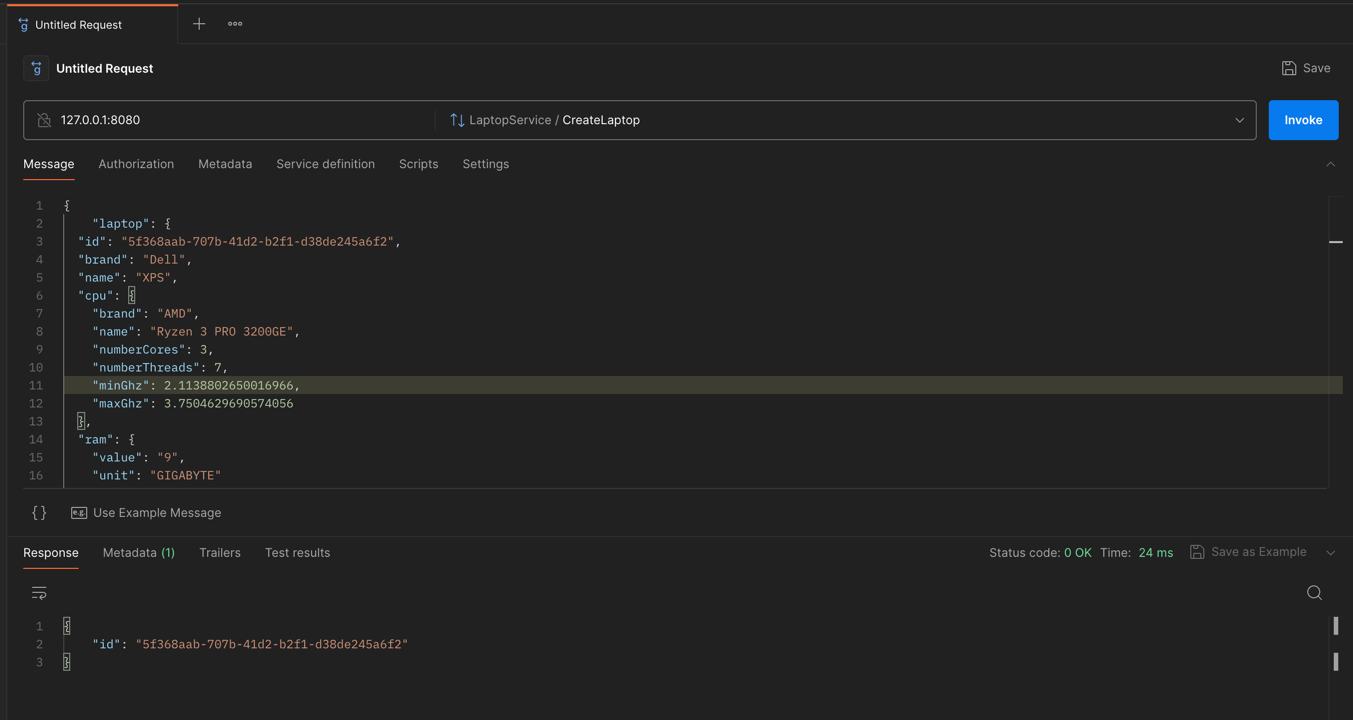 Untitled Request
Untitled Request
Save
127.0.0.1:8080 LaptopService / CreateLaptop Invoke
Message Authorization Metadata Service definition Scripts Settings
1 {
2 "laptop": {
3 "id": "5f368aab-707b-41d2-b2f1-d38de245a6f2",
4 "brand": "Dell",
5 "name": "XPS",
6 "cpu": {
7 "brand": "AMD",
8 "name": "Ryzen 3 PRO 3200GE",
9 "numberCores": 3,
10 "numberThreads": 7,
11 "minGhz": 2.1138802650016966,
12 "maxGhz": 3.7504629690574056
13 },
14 "ram": {
15 "value": "9",
16 "unit": "GIGABYTE"
{} e.g. Use Example Message
Response Metadata (1) Trailers Test results Status code: 0 OK Time: 24 ms Save as Example
1 {
2 "id": "5f368aab-707b-41d2-b2f1-d38de245a6f2"
3 }